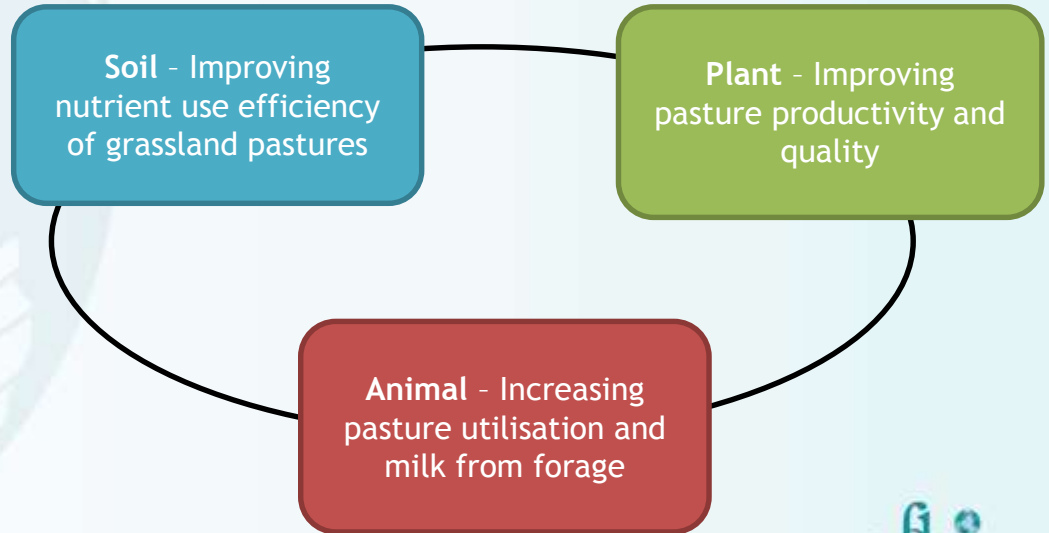 Soil – Improving
nutrient use efficiency
of grassland pastures
Plant – Improving
pasture productivity and
quality
Animal – Increasing
pasture utilisation and
milk from forage